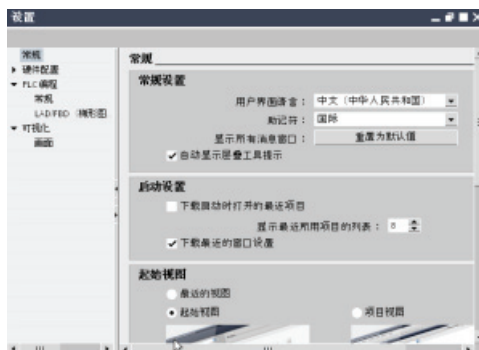 设置
常规
硬件配置
PLC编程
常规
LAD/FBD（梯形图
可视化
画面
常规
常规设置
用户界面语言： 中文（中华人民共和国）
助记符： 国际
显示所有消息窗口： 重置为默认值
自动显示层叠工具提示
启动设置
下载启动时打开的最近项目
显示最近所用项目的列表： 8
下载最近的窗口设置
起始视图
最近的视图
起始视图 项目视图